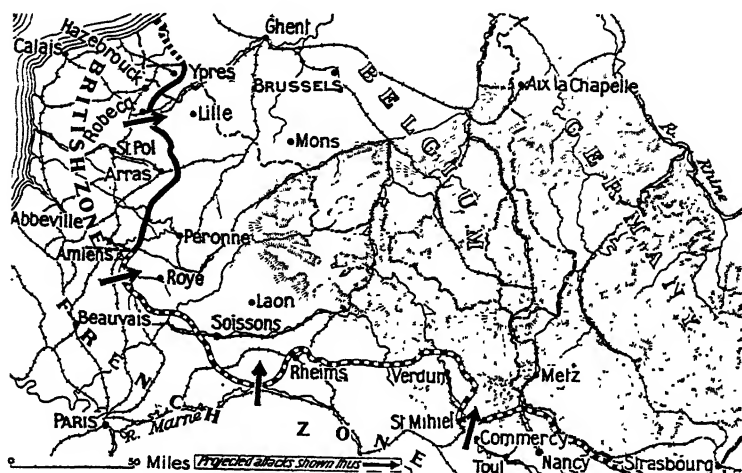 Ghent
Calais
Hazebrouck
Ypres
BRUSSELS
Aix la Chapelle
BELGIUM
GERMANY
R. Rhine
BRITISH ZONE
Robecq
Lille
St Pol
Mons
Arras
Abbeville
Péronne
Amiens
Roye
Laon
Beauvais
Soissons
FRENCH ZONE
Rheims
Verdun
Metz
PARIS
R. Marne
St Mihiel
Commercy
Nancy
Strasbourg
Toul
0 50 Miles
Projected attacks shown thus